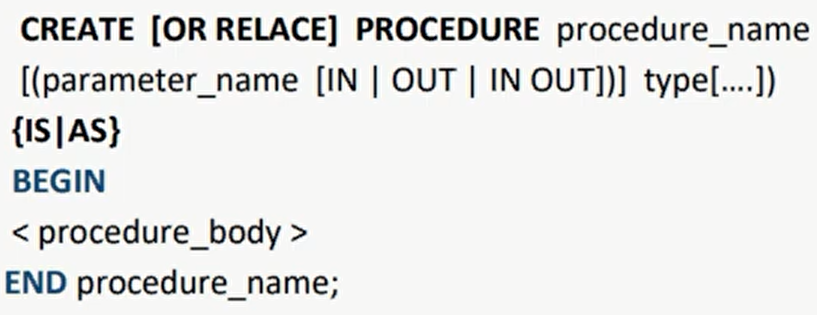 CREATE [OR RELACE] PROCEDURE procedure_name
[(parameter_name [IN | OUT | IN OUT])] type[....])
{IS|AS}
BEGIN
< procedure_body >
END procedure_name;